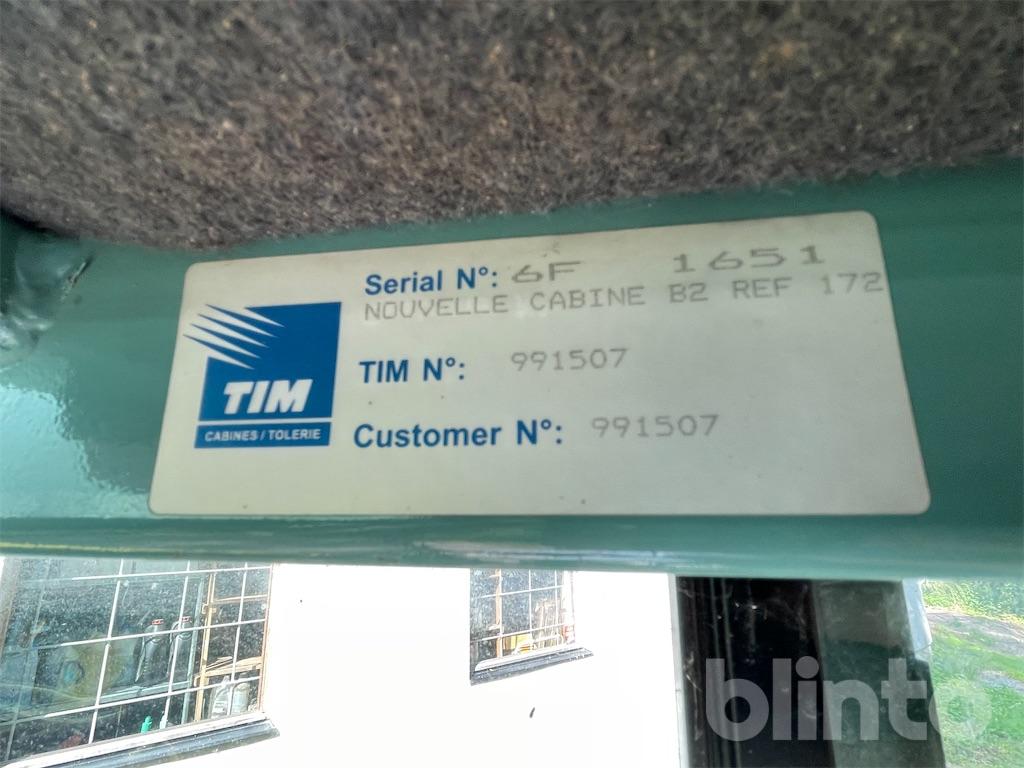 Serial N°: 6F 1651
NOUVELLE CABINE B2 REF 172
TIM N°: 991507
Customer N°: 991507
TIM
CABINES / TOLERIE
blinto